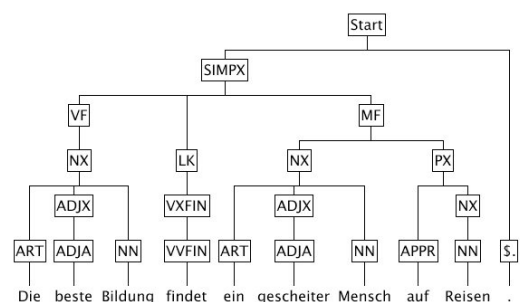 Start
SIMPX
VF MF
NX LK NX PX
ADJX VXFIN ADJX NX
ART ADJA NN VVFIN ART ADJA NN APPR NN $.
Die beste Bildung findet ein gescheiter Mensch auf Reisen .